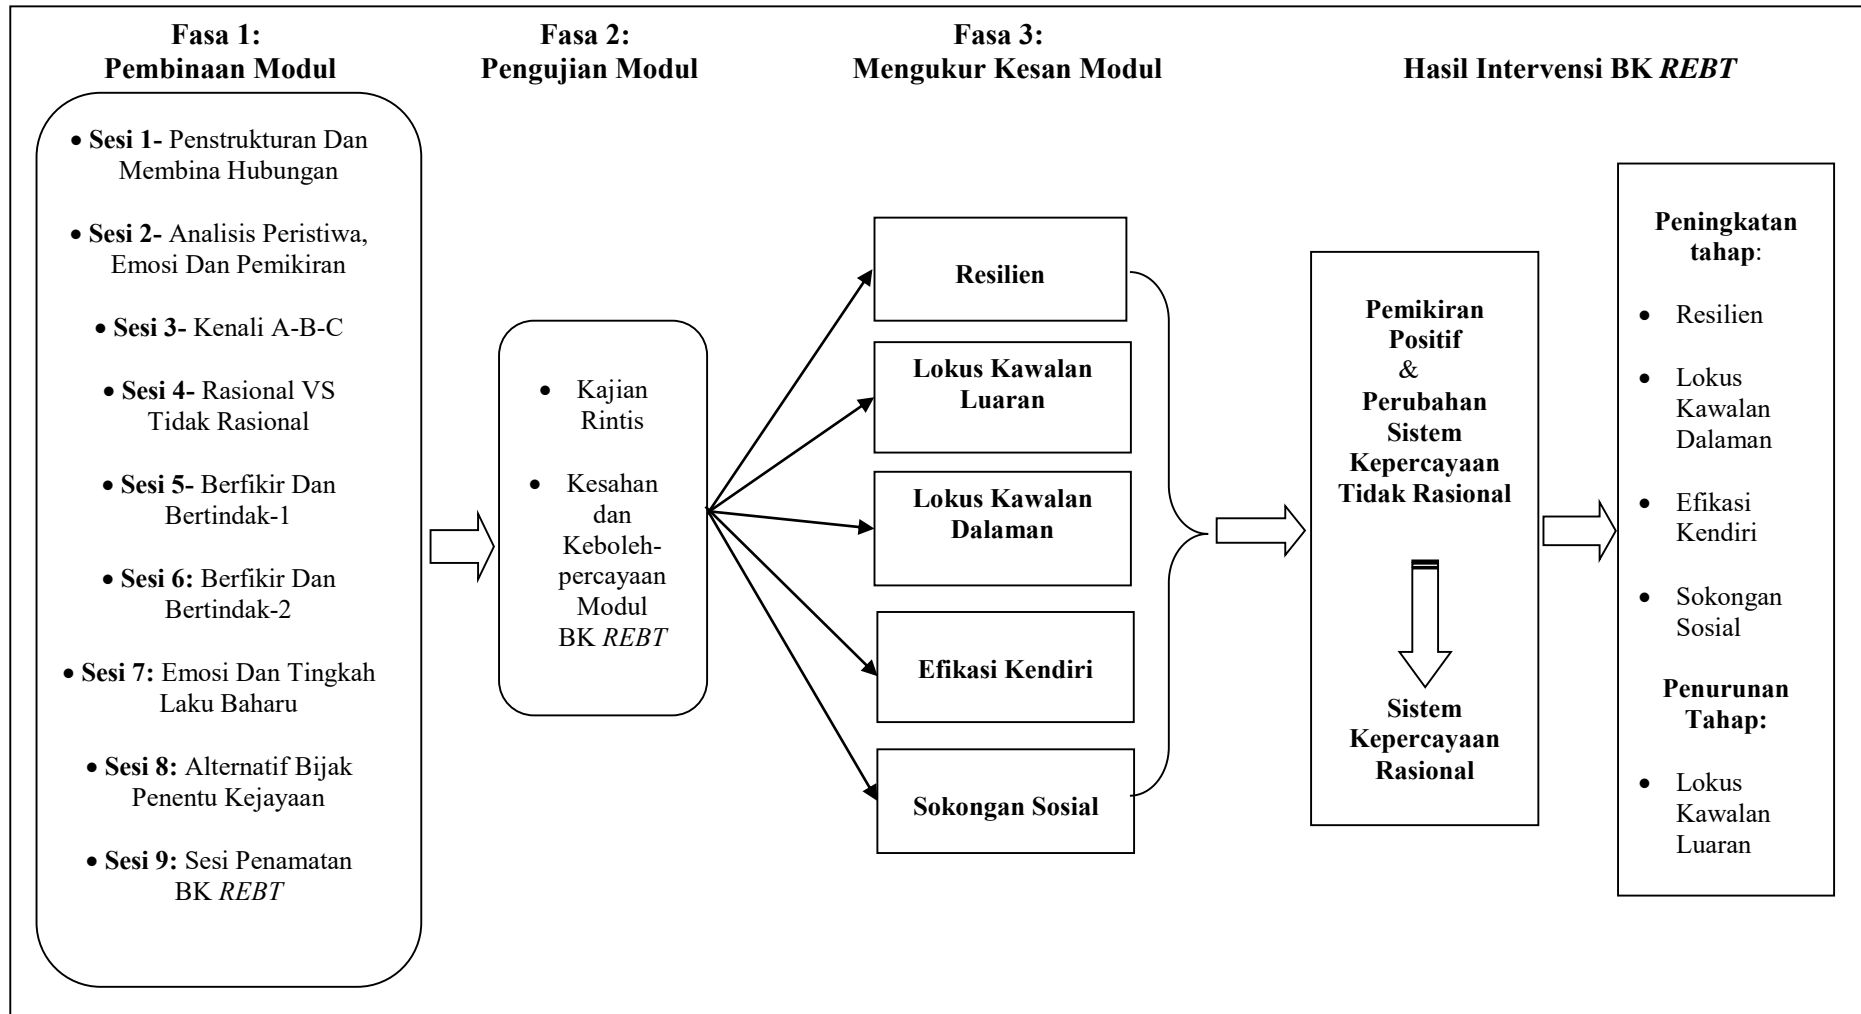 Fasa 1:
Pembinaan Modul
• Sesi 1- Penstrukturan Dan
Membina Hubungan
• Sesi 2- Analisis Peristiwa,
Emosi Dan Pemikiran
• Sesi 3- Kenali A-B-C
• Sesi 4- Rasional VS
Tidak Rasional
• Sesi 5- Berfikir Dan
Bertindak-1
• Sesi 6: Berfikir Dan
Bertindak-2
• Sesi 7: Emosi Dan Tingkah
Laku Baharu
• Sesi 8: Alternatif Bijak
Penentu Kejayaan
• Sesi 9: Sesi Penamatan
BK REBT
Fasa 2:
Pengujian Modul
• Kajian
Rintis
• Kesahan
dan
Keboleh-
percayaan
Modul
BK REBT
Fasa 3:
Mengukur Kesan Modul
Resilien
Lokus Kawalan
Luaran
Lokus Kawalan
Dalaman
Efikasi Kendiri
Sokongan Sosial
Hasil Intervensi BK REBT
Pemikiran
Positif
&
Perubahan
Sistem
Kepercayaan
Tidak Rasional
Sistem
Kepercayaan
Rasional
Peningkatan
tahap:
• Resilien
• Lokus
Kawalan
Dalaman
• Efikasi
Kendiri
• Sokongan
Sosial
Penurunan
Tahap:
• Lokus
Kawalan
Luaran